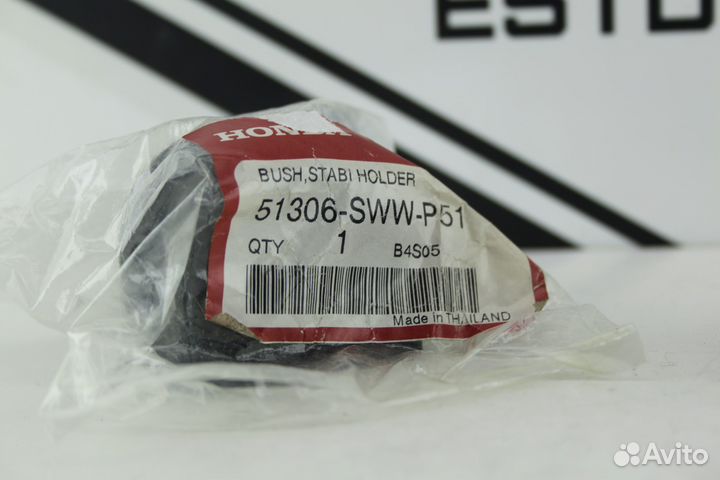 ESTD
HONDA
BUSH,STABI HOLDER
51306-SWW-P51
QTY 1 B4S05
Made in THAILAND
Avito